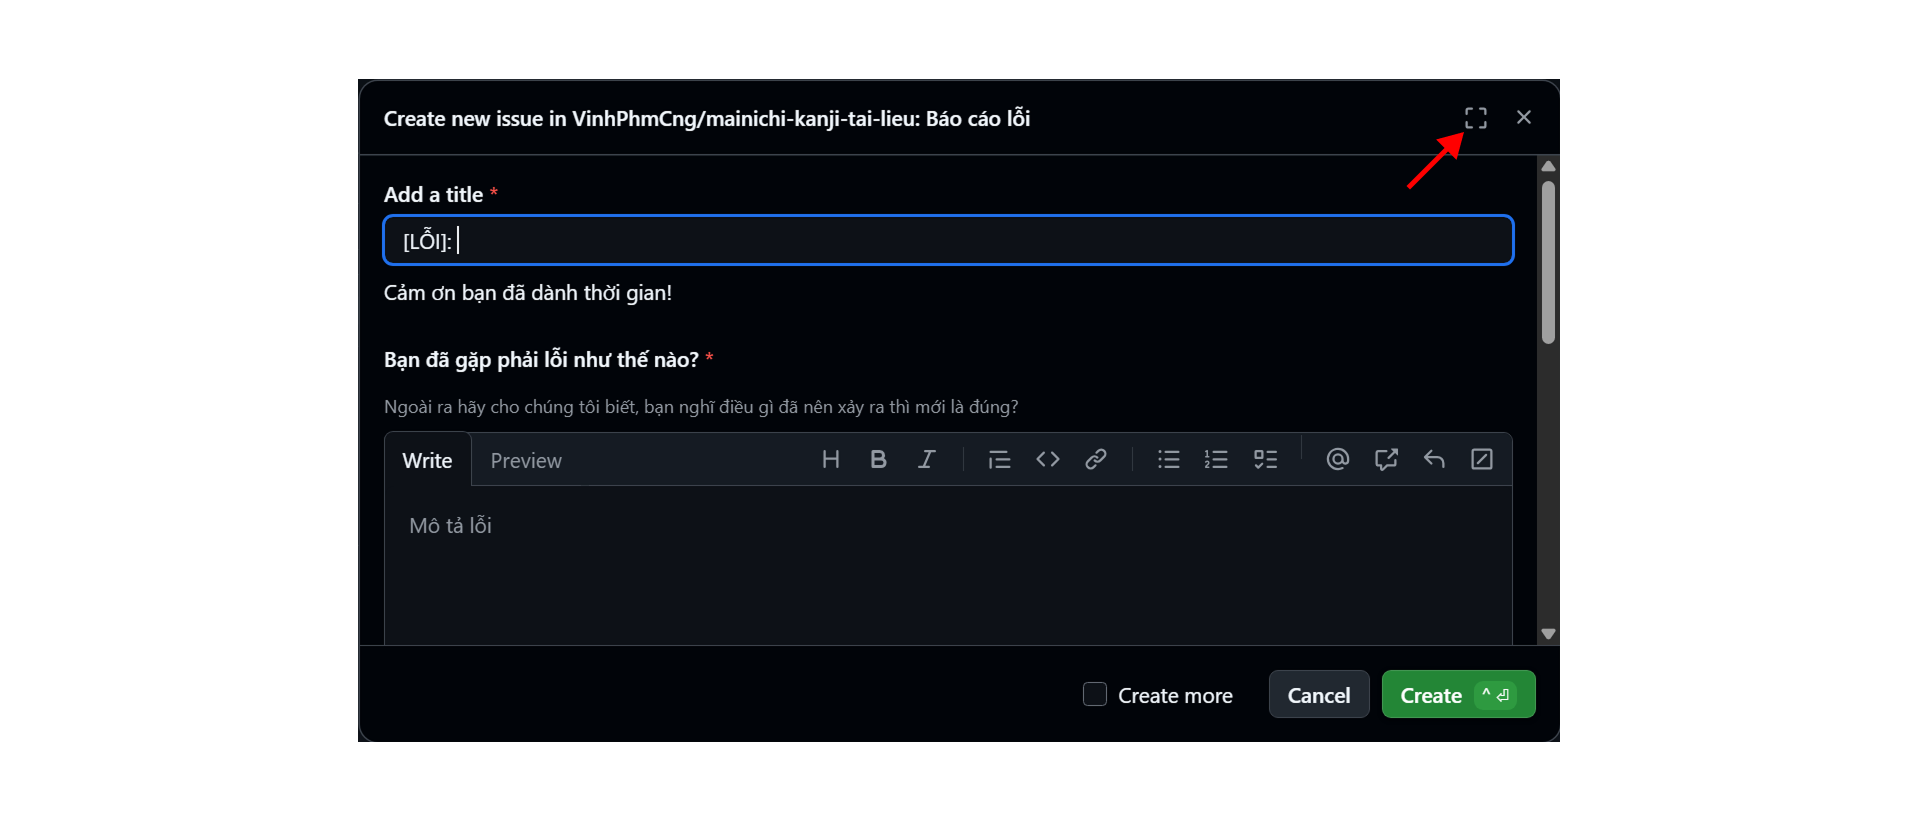 Create new issue in VinhPhmCng/mainichi-kanji-tai-lieu: Báo cáo lỗi
Add a title *
[LỖI]:
Cảm ơn bạn đã dành thời gian!
Bạn đã gặp phải lỗi như thế nào? *
Ngoài ra hãy cho chúng tôi biết, bạn nghĩ điều gì đã nên xảy ra thì mới là đúng?
Write Preview
Mô tả lỗi
Create more Cancel Create ^ ⏎